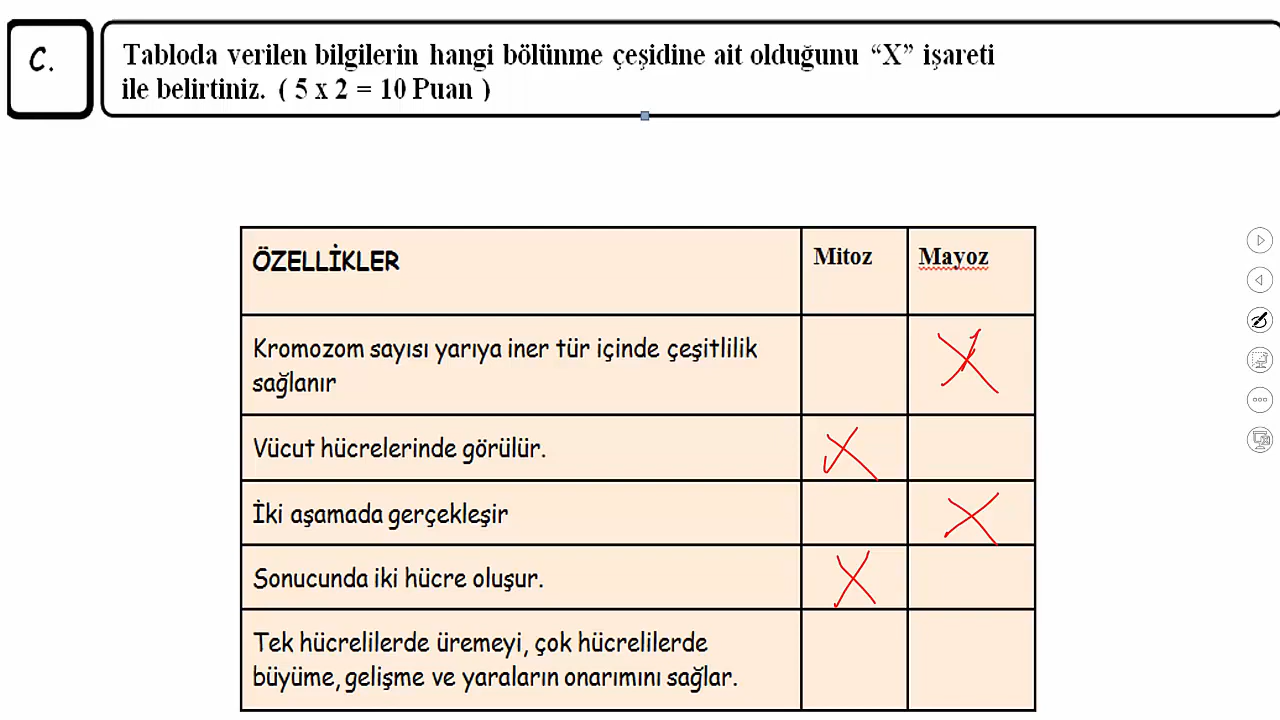 C.
Tabloda verilen bilgilerin hangi bölünme çeşidine ait olduğunu “X” işareti
ile belirtiniz. ( 5 x 2 = 10 Puan )
ÖZELLİKLER Mitoz Mayoz
Kromozom sayısı yarıya iner tür içinde çeşitlilik
sağlanır X
Vücut hücrelerinde görülür. X
İki aşamada gerçekleşir X
Sonucunda iki hücre oluşur. X
Tek hücrelilerde üremeyi, çok hücrelilerde
büyüme, gelişme ve yaraların onarımını sağlar.